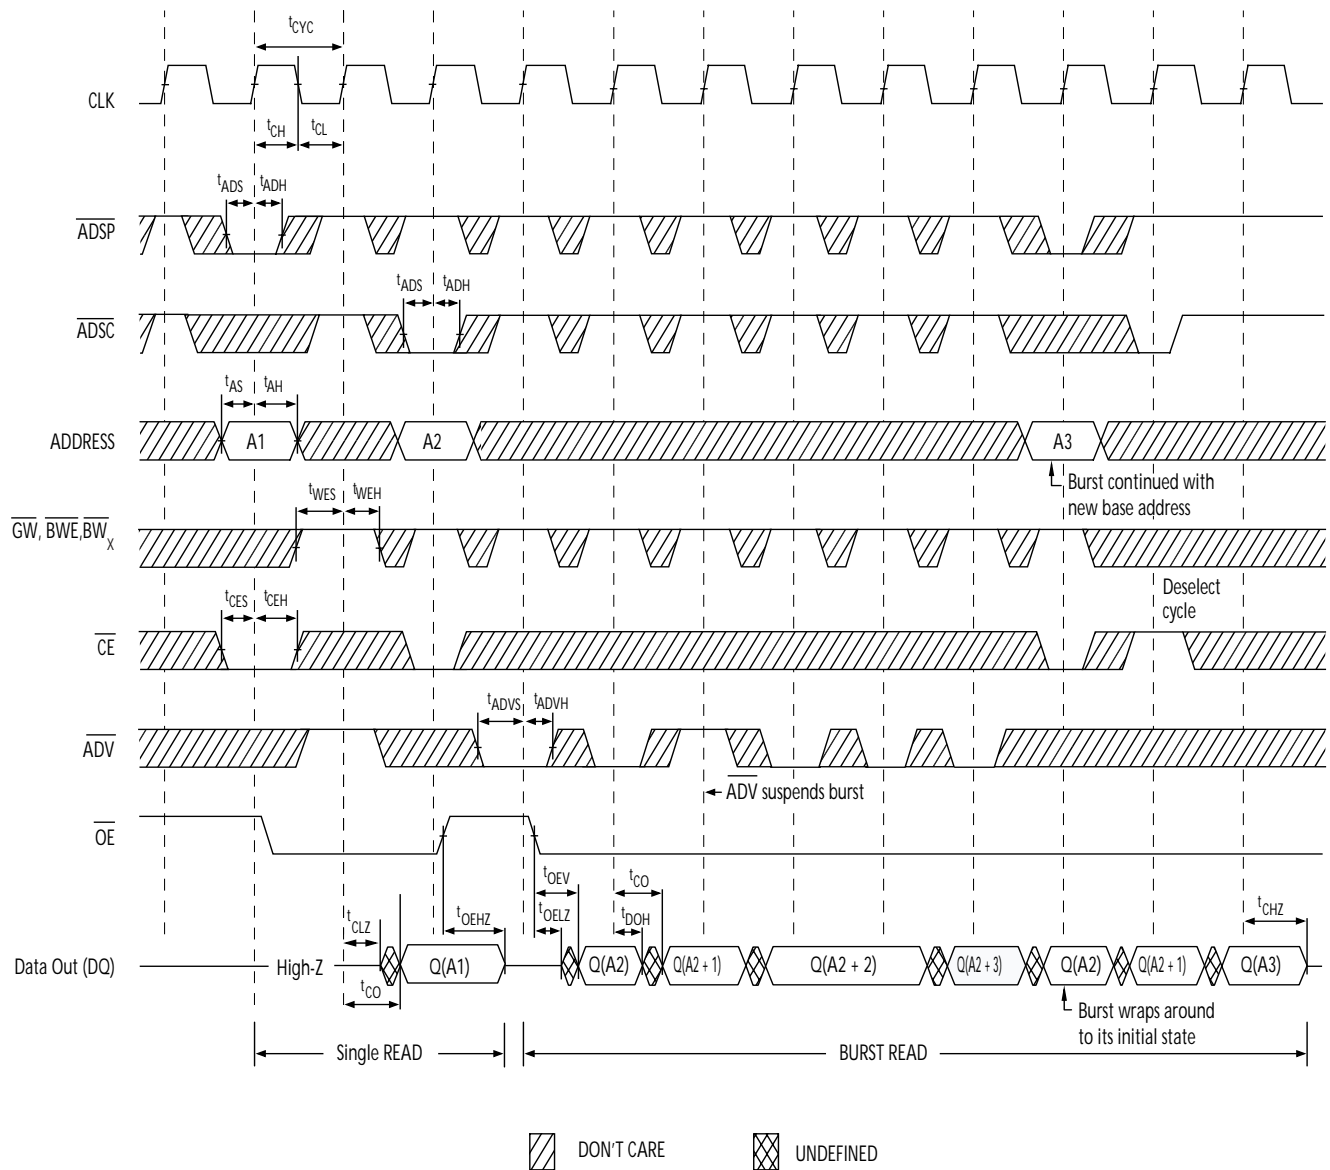 tCYC
CLK
tCH
tCL
tADS
tADH
ADSP
tADS
tADH
ADSC
tAS
tAH
ADDRESS
A1
A2
A3
Burst continued with
new base address
tWES
tWEH
GW, BWE,BWX
Deselect
cycle
tCES
tCEH
CE
tADVS
tADVH
ADV
ADV suspends burst
OE
tOEV
tCO
tCLZ
tOEHZ
tOELZ
tDOH
tCHZ
Data Out (DQ)
High-Z
Q(A1)
Q(A2)
Q(A2 + 1)
Q(A2 + 2)
Q(A2 + 3)
Q(A2)
Q(A2 + 1)
Q(A3)
tCO
Burst wraps around
to its initial state
Single READ
BURST READ
DON'T CARE
UNDEFINED